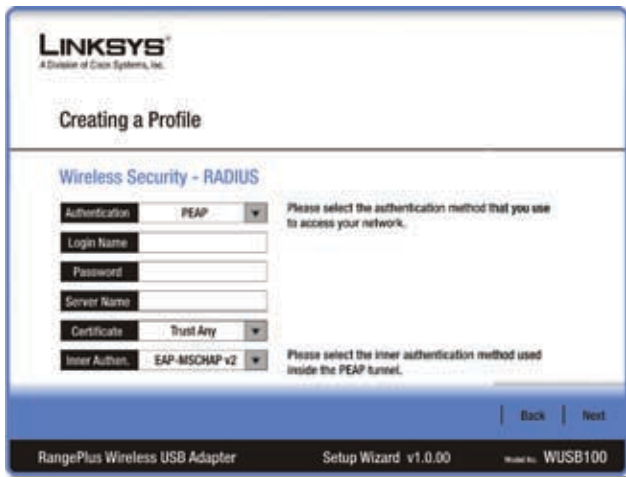 LINKSYS®
A Division of Cisco Systems, Inc.
Creating a Profile
Wireless Security - RADIUS
Authentication PEAP
Please select the authentication method that you use
to access your network.
Login Name
Password
Server Name
Certificate Trust Any
Inner Authen. EAP-MSCHAP v2
Please select the inner authentication method used
inside the PEAP tunnel.
Back Next
RangePlus Wireless USB Adapter Setup Wizard v1.0.00 Model No. WUSB100